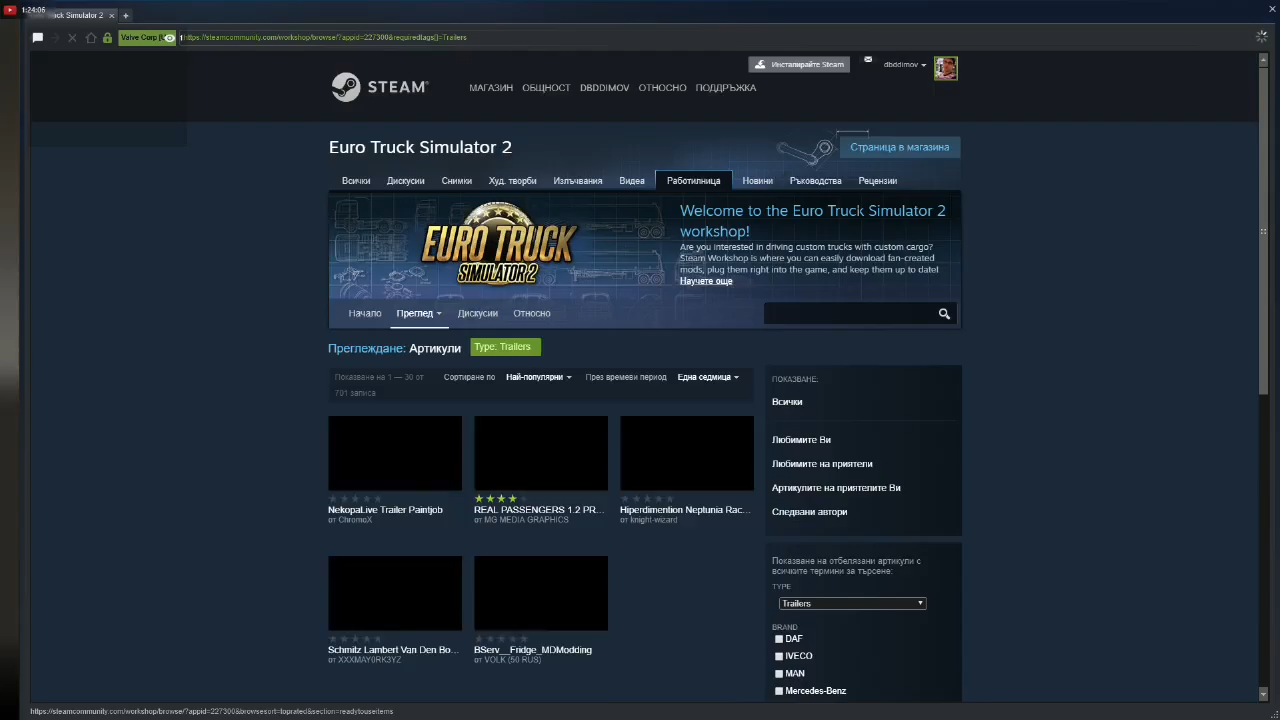 1:24:06
uck Simulator 2
Valve Corp [U
https://steamcommunity.com/workshop/browse/?appid=227300&requiredtags[]=Trailers
Инсталирайте Steam
dbddimov
STEAM
МАГАЗИН ОБЩНОСТ DBDDIMOV ОТНОСНО ПОДДРЪЖКА
Euro Truck Simulator 2
Страница в магазина
Всички Дискусии Снимки Худ. творби Излъчвания Видеа Работилница Новини Ръководства Рецензии
EURO TRUCK
SIMULATOR 2
Welcome to the Euro Truck Simulator 2
workshop!
Are you interested in driving custom trucks with custom cargo?
Steam Workshop is where you can easily download fan-created
mods, plug them right into the game, and keep them up to date!
Научете още
Начало Преглед Дискусии Относно
Преглеждане: Артикули Type: Trailers
Показване на 1 — 30 от
701 записа
Сортиране по Най-популярни През времеви период Една седмица
NekopaLive Trailer Paintjob
от ChromaX
REAL PASSENGERS 1.2 PR...
от MG MEDIA GRAPHICS
Hiperdimention Neptunia Rac...
от knight-wizard
Schmitz Lambert Van Den Bo...
от XXXMAY0RK3YZ
BServ__Fridge_MDModding
от VOLK (50 RUS)
ПОКАЗВАНЕ:
Всички
Любимите Ви
Любимите на приятели
Артикулите на приятелите Ви
Следвани автори
Показване на отбелязани артикули с
всичките термини за търсене:
TYPE
Trailers
BRAND
DAF
IVECO
MAN
Mercedes-Benz
https://steamcommunity.com/workshop/browse/?appid=227300&browsesort=toprated&section=readytouseitems